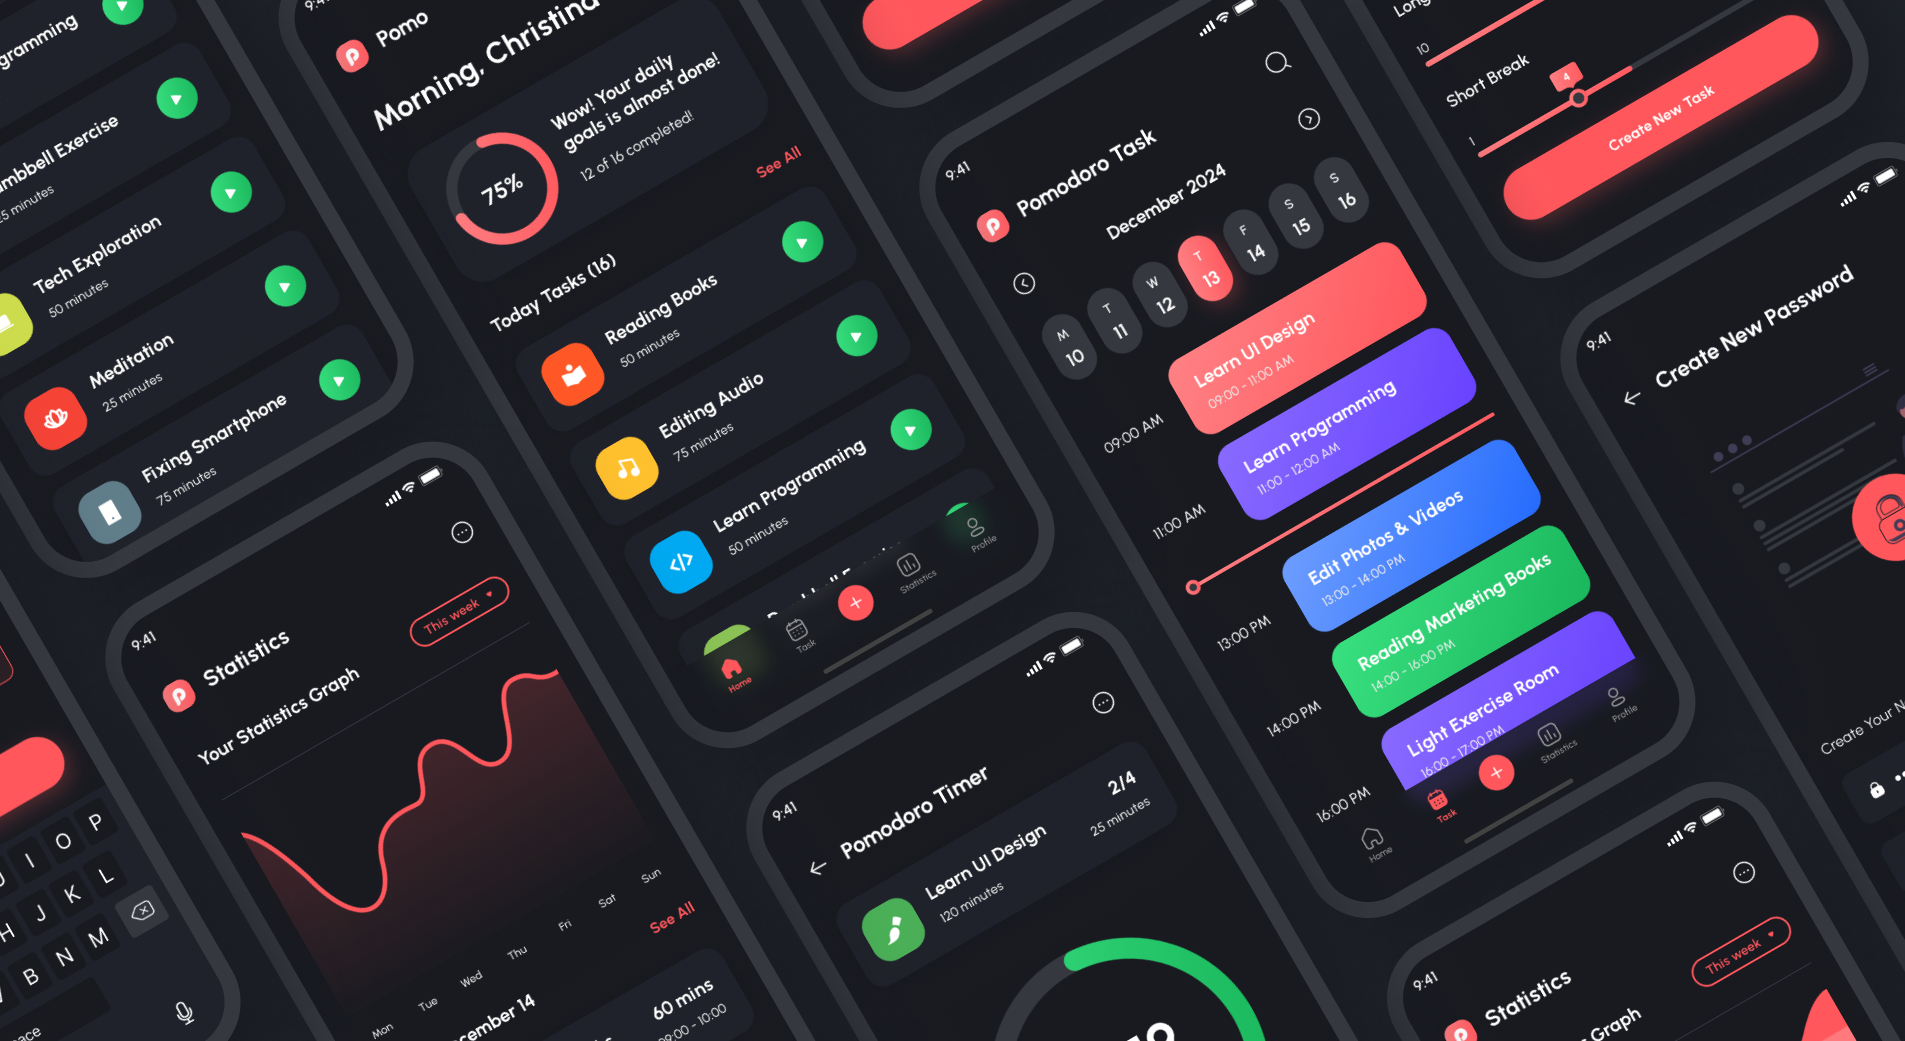 Exercise
Tech Exploration
50 minutes
Meditation
25 minutes
Fixing Smartphone
75 minutes
Pomo
Morning, Christina
75%
Wow! Your daily
goals is almost done!
12 of 16 completed!
Today Tasks (16)
See All
Reading Books
50 minutes
Editing Audio
75 minutes
Learn Programming
50 minutes
Home
Task
Statistics
Profile
9:41
Pomodoro Task
December 2024
M
10
T
11
W
12
T
13
F
14
S
15
S
16
09:00 AM
Learn UI Design
09:00 - 11:00 AM
11:00 AM
Learn Programming
11:00 - 12:00 AM
13:00 PM
Edit Photos & Videos
13:00 - 14:00 PM
14:00 PM
Reading Marketing Books
14:00 - 16:00 PM
16:00 PM
Light Exercise Room
16:00 - 17:00 PM
Home
Task
Statistics
Profile
10
Short Break
4
1
Create New Task
9:41
Create New Password
Create Your
9:41
Statistics
Your Statistics Graph
This week
Mon
Tue
Wed
Thu
Fri
Sat
Sun
See All
14
60 mins
09:00 - 10:00
I
O
P
H
J
K
L
B
N
M
9:41
Pomodoro Timer
Learn UI Design
120 minutes
2/4
25 minutes
9:41
Statistics
Graph
This week